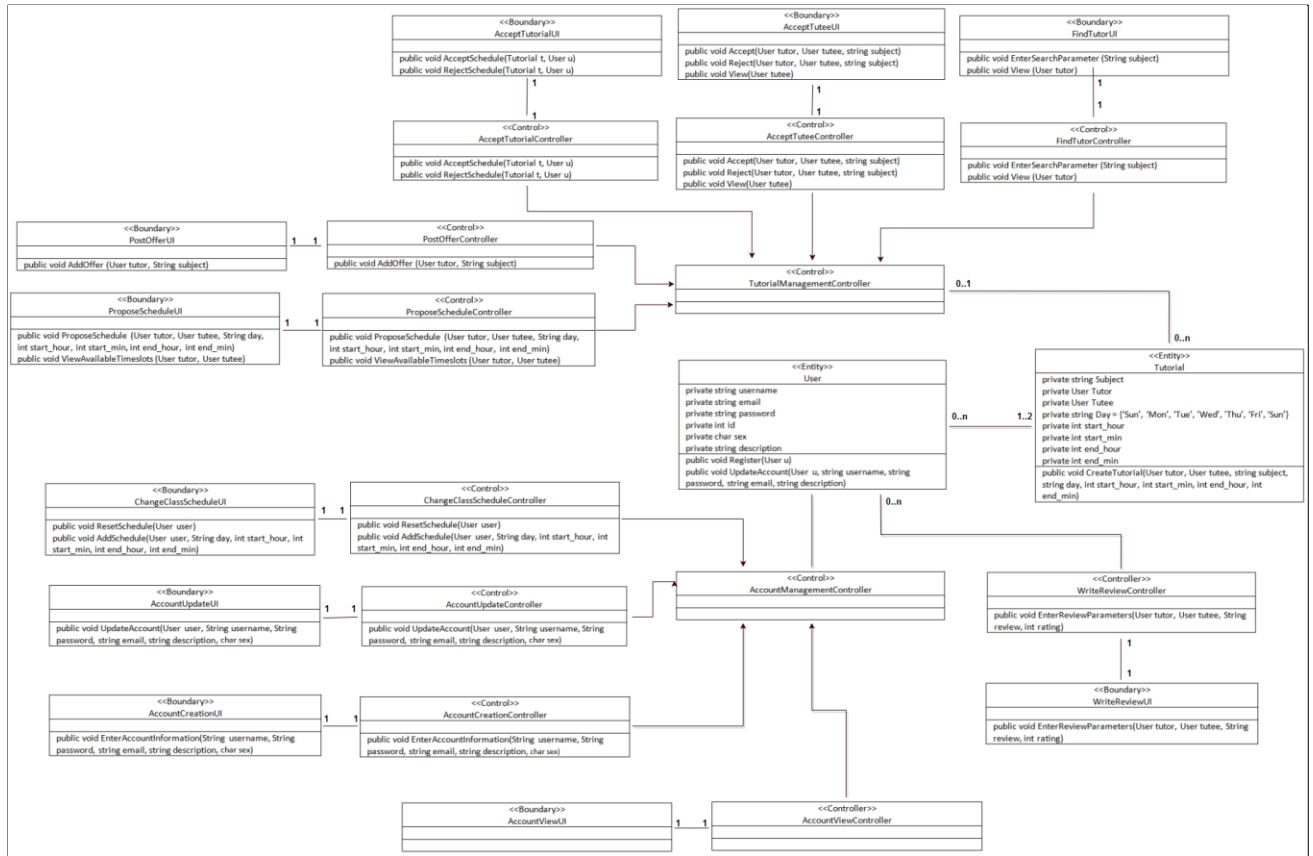 <<Boundary>>
AcceptTutorialUI
public void AcceptSchedule(Tutorial t, User u)
public void RejectSchedule(Tutorial t, User u)
<<Boundary>>
AcceptTuteeUI
public void Accept(User tutor, User tutee, string subject)
public void Reject(User tutor, User tutee, string subject)
public void View(User tutee)
<<Boundary>>
FindTutorUI
public void EnterSearchParameter (String subject)
public void View (User tutor)
1
1
1
1
1
1
<<Control>>
AcceptTutorialController
public void AcceptSchedule(Tutorial t, User u)
public void RejectSchedule(Tutorial t, User u)
<<Control>>
AcceptTuteeController
public void Accept(User tutor, User tutee, string subject)
public void Reject(User tutor, User tutee, string subject)
public void View(User tutee)
<<Control>>
FindTutorController
public void EnterSearchParameter (String subject)
public void View (User tutor)
<<Boundary>>
PostOfferUI
public void AddOffer (User tutor, String subject)
1 1
<<Control>>
PostOfferController
public void AddOffer (User tutor, String subject)
<<Control>>
TutorialManagementController
0..1
0..n
<<Boundary>>
ProposeScheduleUI
public void ProposeSchedule (User tutor, User tutee, String day,
int start_hour, int start_min, int end_hour, int end_min)
public void ViewAvailableTimeslots (User tutor, User tutee)
1 1
<<Control>>
ProposeScheduleController
public void ProposeSchedule (User tutor, User tutee, String day,
int start_hour, int start_min, int end_hour, int end_min)
public void ViewAvailableTimeslots (User tutor, User tutee)
<<Entity>>
User
private string username
private string email
private string password
private int id
private char sex
private string description
public void Register(User u)
public void UpdateAccount(User u, string username, string
password, string email, string description)
0..n 1..2
<<Entity>>
Tutorial
private string Subject
private User Tutor
private User Tutee
private string Day = {'Sun', 'Mon', 'Tue', 'Wed', 'Thu', 'Fri', 'Sun'}
private int start_hour
private int start_min
private int end_hour
private int end_min
public void CreateTutorial(User tutor, User tutee, string subject,
string day, int start_hour, int start_min, int end_hour, int
end_min)
0..n
<<Boundary>>
ChangeClassScheduleUI
public void ResetSchedule(User user)
public void AddSchedule(User user, String day, int start_hour, int
start_min, int end_hour, int end_min)
1 1
<<Control>>
ChangeClassScheduleController
public void ResetSchedule(User user)
public void AddSchedule(User user, String day, int start_hour, int
start_min, int end_hour, int end_min)
<<Control>>
AccountManagementController
<<Controller>>
WriteReviewController
public void EnterReviewParameters(User tutor, User tutee, String
review, int rating)
1
1
<<Boundary>>
AccountUpdateUI
public void UpdateAccount(User user, String username, String
password, string email, string description, char sex)
1 1
<<Control>>
AccountUpdateController
public void UpdateAccount(User user, String username, String
password, string email, string description, char sex)
<<Boundary>>
WriteReviewUI
public void EnterReviewParameters(User tutor, User tutee, String
review, int rating)
<<Boundary>>
AccountCreationUI
public void EnterAccountInformation(String username, String
password, string email, string description, char sex)
1 1
<<Control>>
AccountCreationController
public void EnterAccountInformation(String username, String
password, string email, string description, char sex)
<<Boundary>>
AccountViewUI
1 1
<<Controller>>
AccountViewController